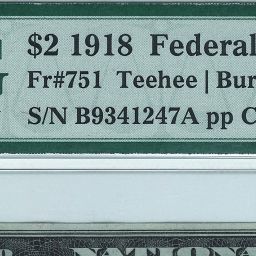 $2 1918 Federal
Fr#751 Teehee | Bur
S/N B9341247A pp C